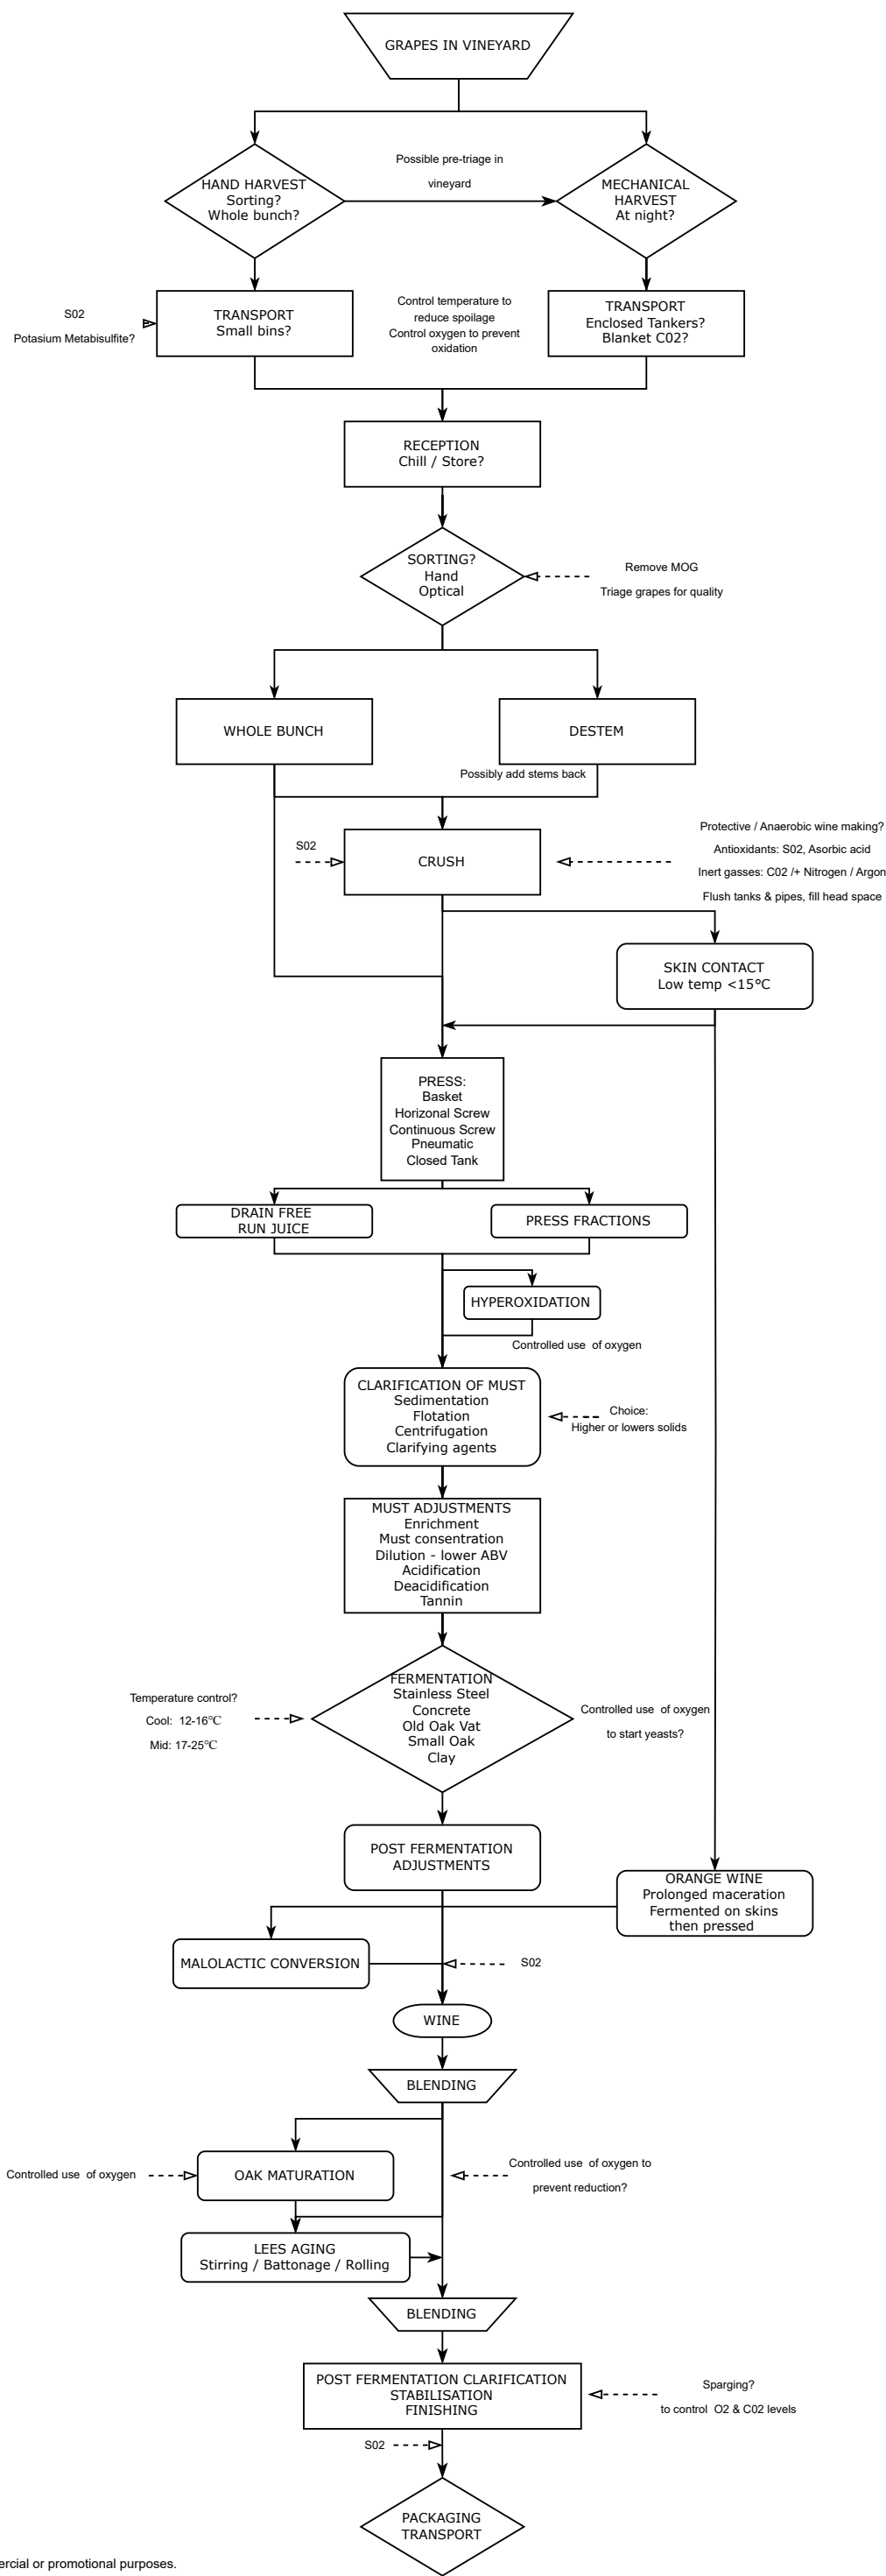 GRAPES IN VINEYARD
Possible pre-triage in
vineyard
HAND HARVEST
Sorting?
Whole bunch?
MECHANICAL
HARVEST
At night?
S02
Potasium Metabisulfite?
TRANSPORT
Small bins?
Control temperature to
reduce spoilage
Control oxygen to prevent
oxidation
TRANSPORT
Enclosed Tankers?
Blanket C02?
RECEPTION
Chill / Store?
SORTING?
Hand
Optical
Remove MOG
Triage grapes for quality
WHOLE BUNCH
DESTEM
Possibly add stems back
S02
CRUSH
Protective / Anaerobic wine making?
Antioxidants: S02, Asorbic acid
Inert gasses: C02 /+ Nitrogen / Argon
Flush tanks & pipes, fill head space
SKIN CONTACT
Low temp <15°C
PRESS:
Basket
Horizonal Screw
Continuous Screw
Pneumatic
Closed Tank
DRAIN FREE
RUN JUICE
PRESS FRACTIONS
HYPEROXIDATION
Controlled use of oxygen
CLARIFICATION OF MUST
Sedimentation
Flotation
Centrifugation
Clarifying agents
Choice:
Higher or lowers solids
MUST ADJUSTMENTS
Enrichment
Must consentration
Dilution - lower ABV
Acidification
Deacidification
Tannin
Temperature control?
Cool: 12-16℃
Mid: 17-25℃
FERMENTATION
Stainless Steel
Concrete
Old Oak Vat
Small Oak
Clay
Controlled use of oxygen
to start yeasts?
POST FERMENTATION
ADJUSTMENTS
ORANGE WINE
Prolonged maceration
Fermented on skins
then pressed
MALOLACTIC CONVERSION
S02
WINE
BLENDING
Controlled use of oxygen
OAK MATURATION
Controlled use of oxygen to
prevent reduction?
LEES AGING
Stirring / Battonage / Rolling
BLENDING
POST FERMENTATION CLARIFICATION
STABILISATION
FINISHING
Sparging?
to control O2 & C02 levels
S02
PACKAGING
TRANSPORT
ercial or promotional purposes.